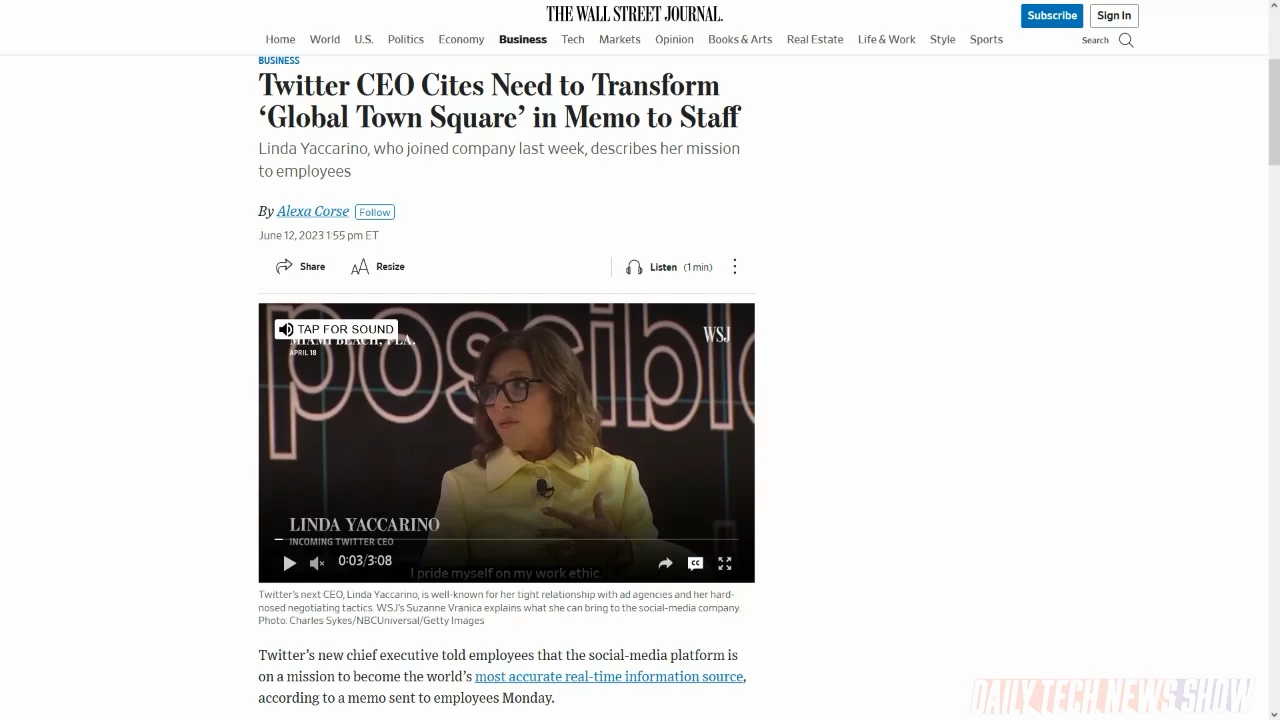 THE WALL STREET JOURNAL.
Subscribe
Sign In
Home World U.S. Politics Economy Business Tech Markets Opinion Books & Arts Real Estate Life & Work Style Sports
Search
BUSINESS
Twitter CEO Cites Need to Transform
‘Global Town Square’ in Memo to Staff
Linda Yaccarino, who joined company last week, describes her mission
to employees
By Alexa Corse Follow
June 12, 2023 1:55 pm ET
Share Resize Listen (1 min)
possible
TAP FOR SOUND
WSJ
MIAMI BEACH, FLA.
APRIL 18
LINDA YACCARINO
INCOMING TWITTER CEO
0:03/3:08
CC
I pride myself on my work ethic.
Twitter’s next CEO, Linda Yaccarino, is well-known for her tight relationship with ad agencies and her hard-
nosed negotiating tactics. WSJ’s Suzanne Vranica explains what she can bring to the social-media company.
Photo: Charles Sykes/NBCUniversal/Getty Images
Twitter’s new chief executive told employees that the social-media platform is
on a mission to become the world’s most accurate real-time information source,
according to a memo sent to employees Monday.
DAILY TECH NEWS SHOW